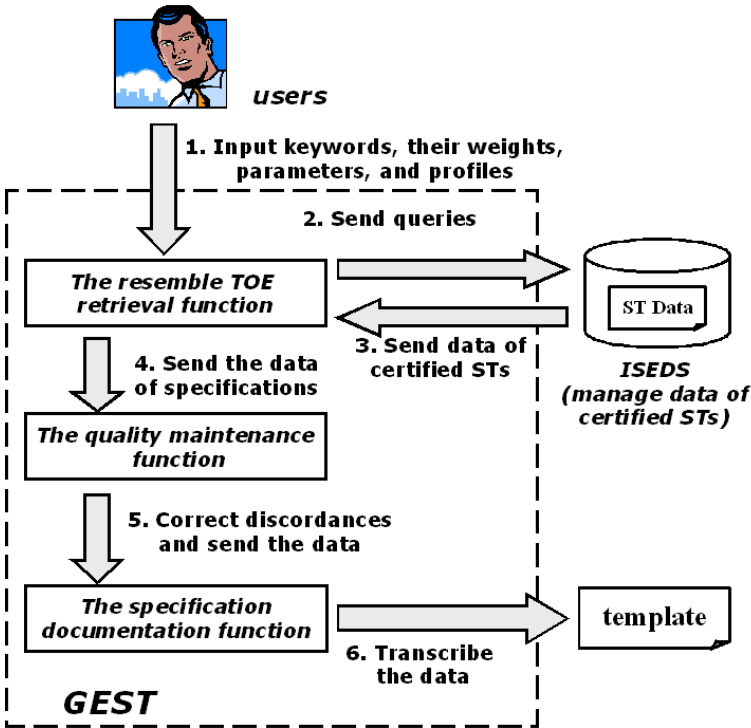 users
1. Input keywords, their weights,
parameters, and profiles
2. Send queries
The resemble TOE
retrieval function
ST Data
3. Send data of
certified STs
ISEDS
(manage data of
certified STs)
4. Send the data
of specifications
The quality maintenance
function
5. Correct discordances
and send the data
The specification
documentation function
template
6. Transcribe
the data
GEST